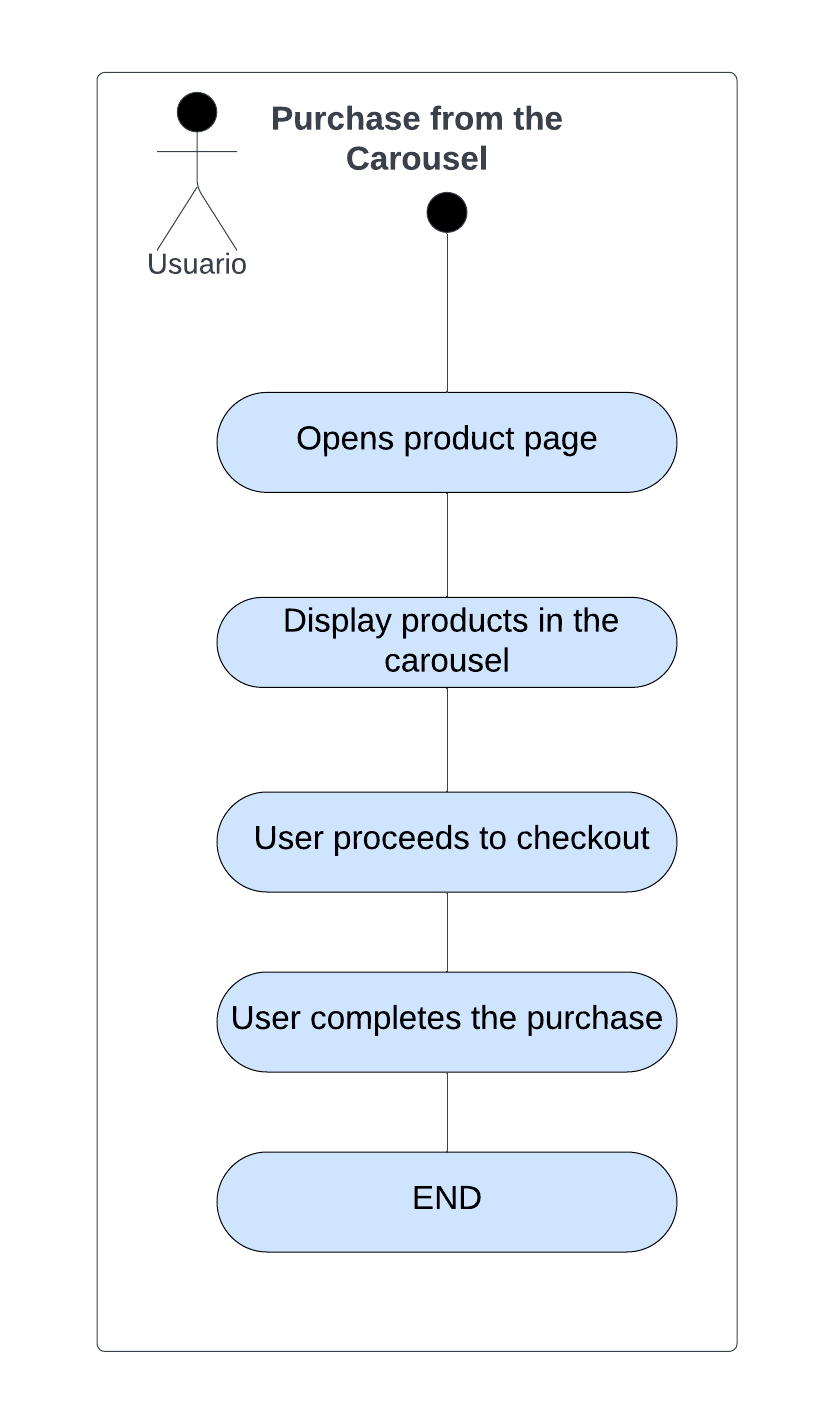 Purchase from the
Carousel
Usuario
Opens product page
Display products in the
carousel
User proceeds to checkout
User completes the purchase
END